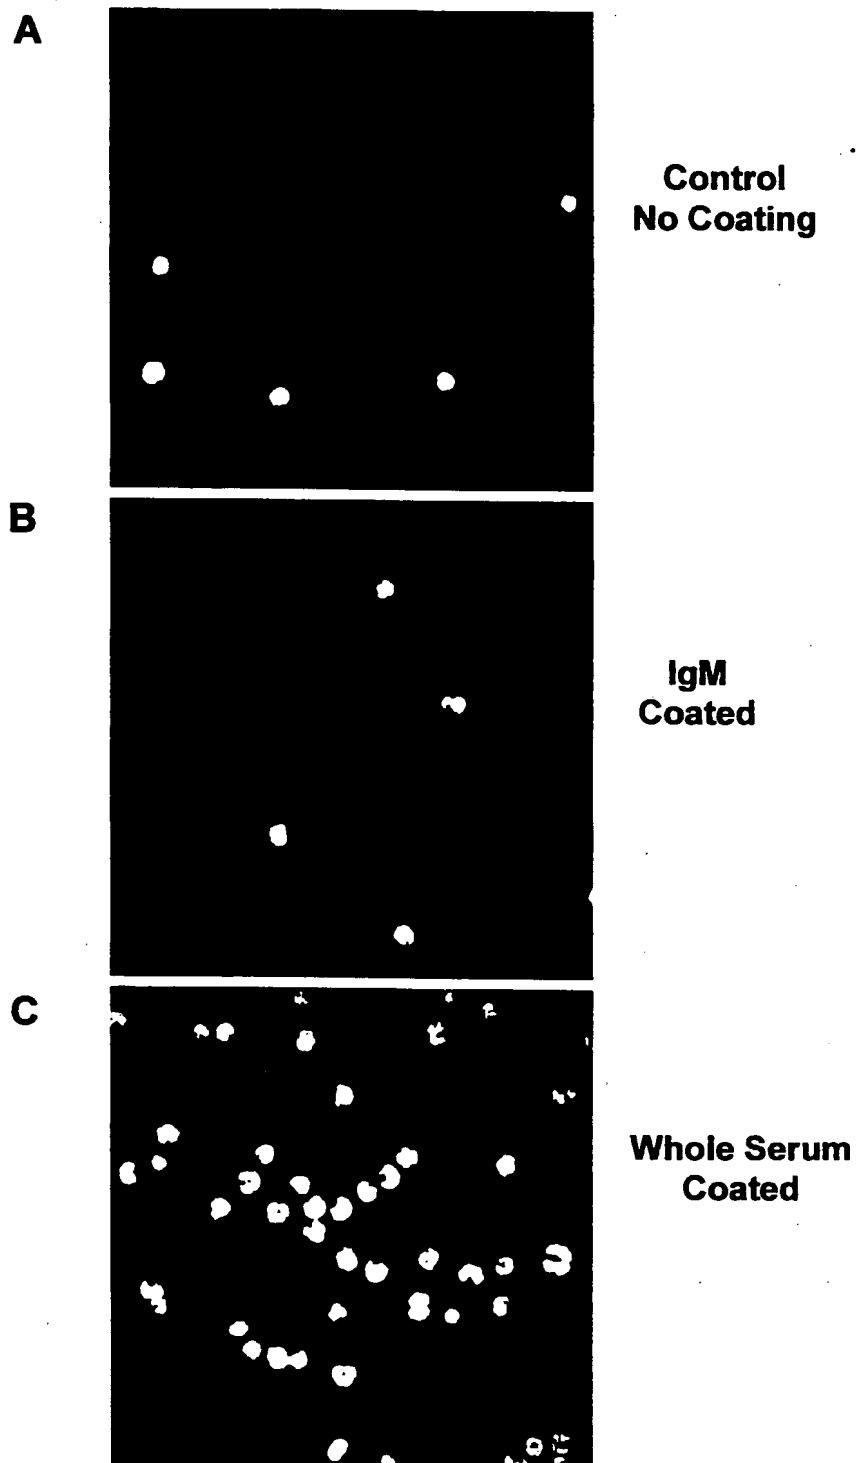 A
Control
No Coating
B
IgM
Coated
C
Whole Serum
Coated